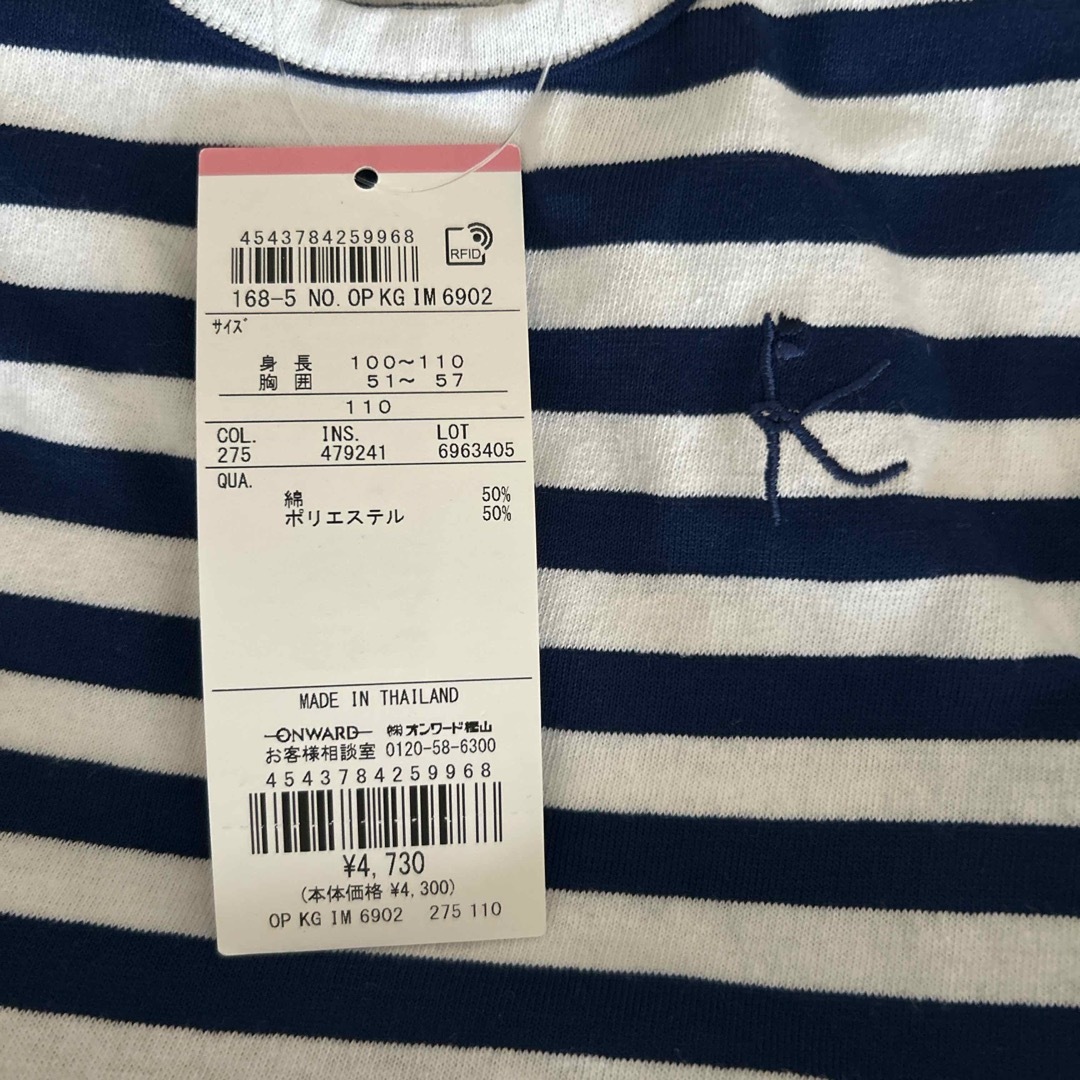 4543784259968
RFID
168-5 NO. OP KG IM 6902
ｻｲｽﾞ
身長 100～110
胸囲 51～ 57
110
COL. INS. LOT
275 479241 6963405
QUA.
綿 50%
ポリエステル 50%
MADE IN THAILAND
ONWARD ㈱オンワード樫山
お客様相談室 0120-58-6300
4543784259968
¥4,730
(本体価格 ¥4,300)
OP KG IM 6902 275 110
K